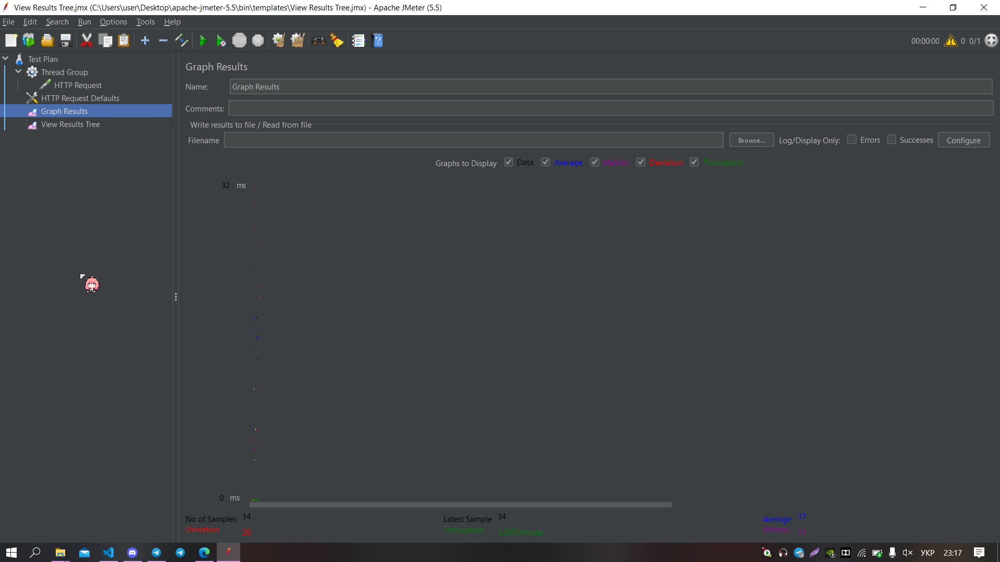 View Results Tree.jmx (C:\Users\user\Desktop\apache-jmeter-5.5\bin\templates\View Results Tree.jmx) - Apache JMeter (5.5)
File Edit Search Run Options Tools Help
STOP
00:00:00 0 0/1
Test Plan
Thread Group
HTTP Request
HTTP Request Defaults
Graph Results
View Results Tree
Graph Results
Name: Graph Results
Comments:
Write results to file / Read from file
Filename Browse... Log/Display Only: Errors Successes Configure
Graphs to Display Data Average Median Deviation Throughput
32 ms
0 ms
No of Samples 14 Latest Sample 34 Average 17
Deviation 20 Throughput 1.297/minute Median 11
УКР 23:17